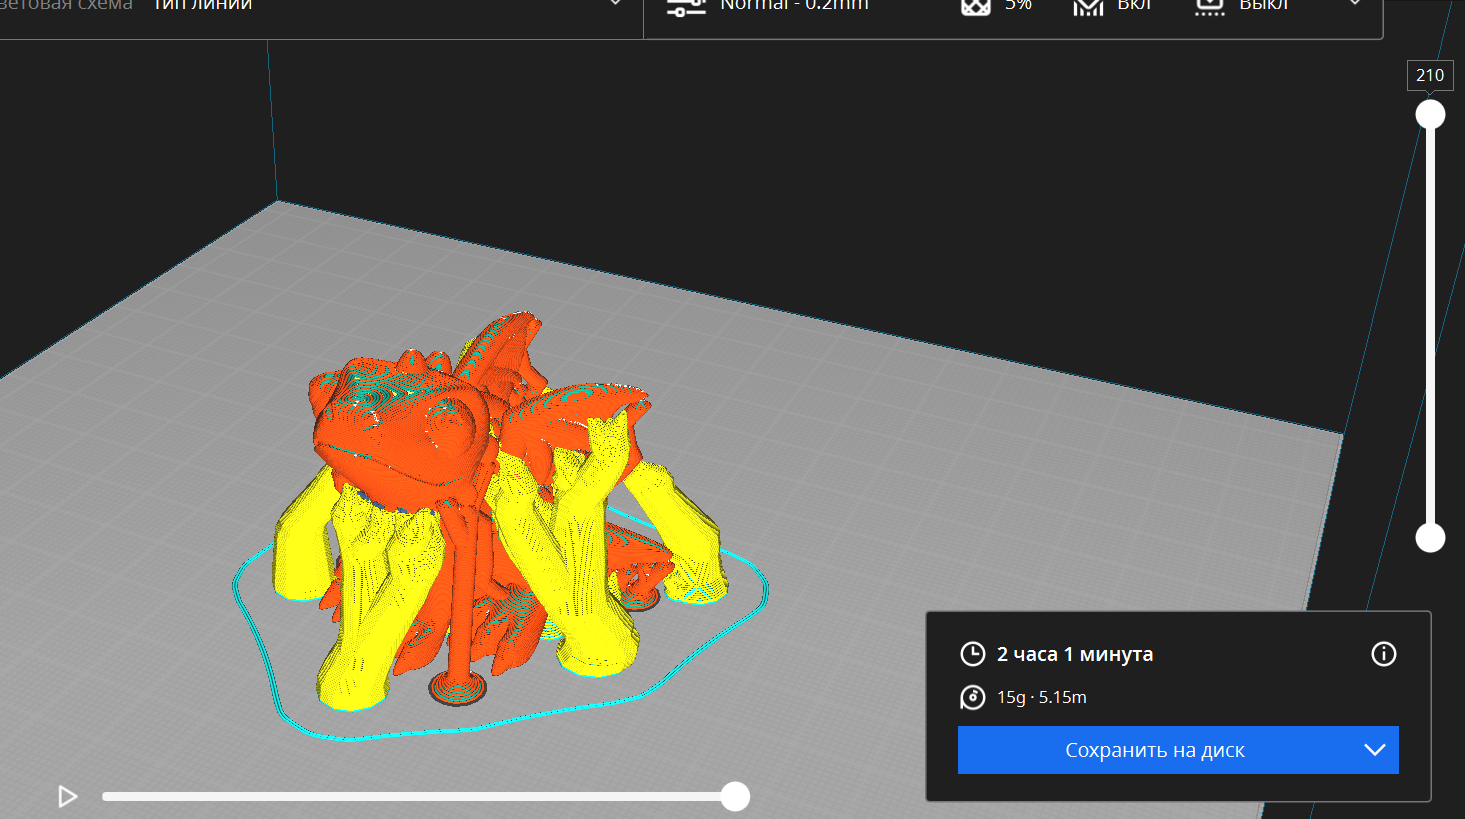 ветовая схема Тип линии
Normal - 0.2mm 5% Вкл Выкл
210
2 часа 1 минута
15g · 5.15m
Сохранить на диск